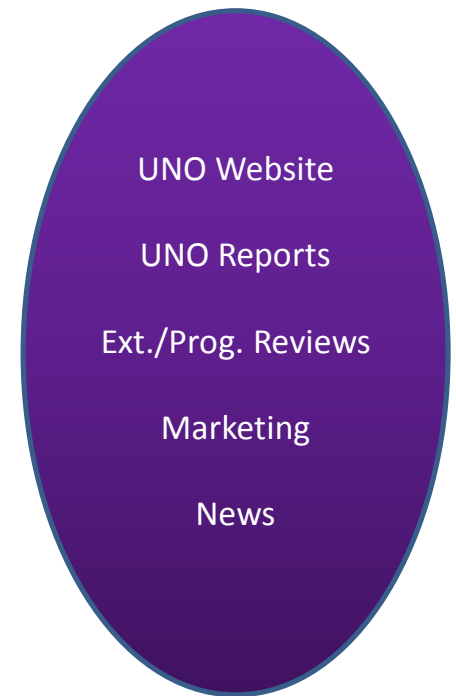 UNO Website
UNO Reports
Ext./Prog. Reviews
Marketing
News